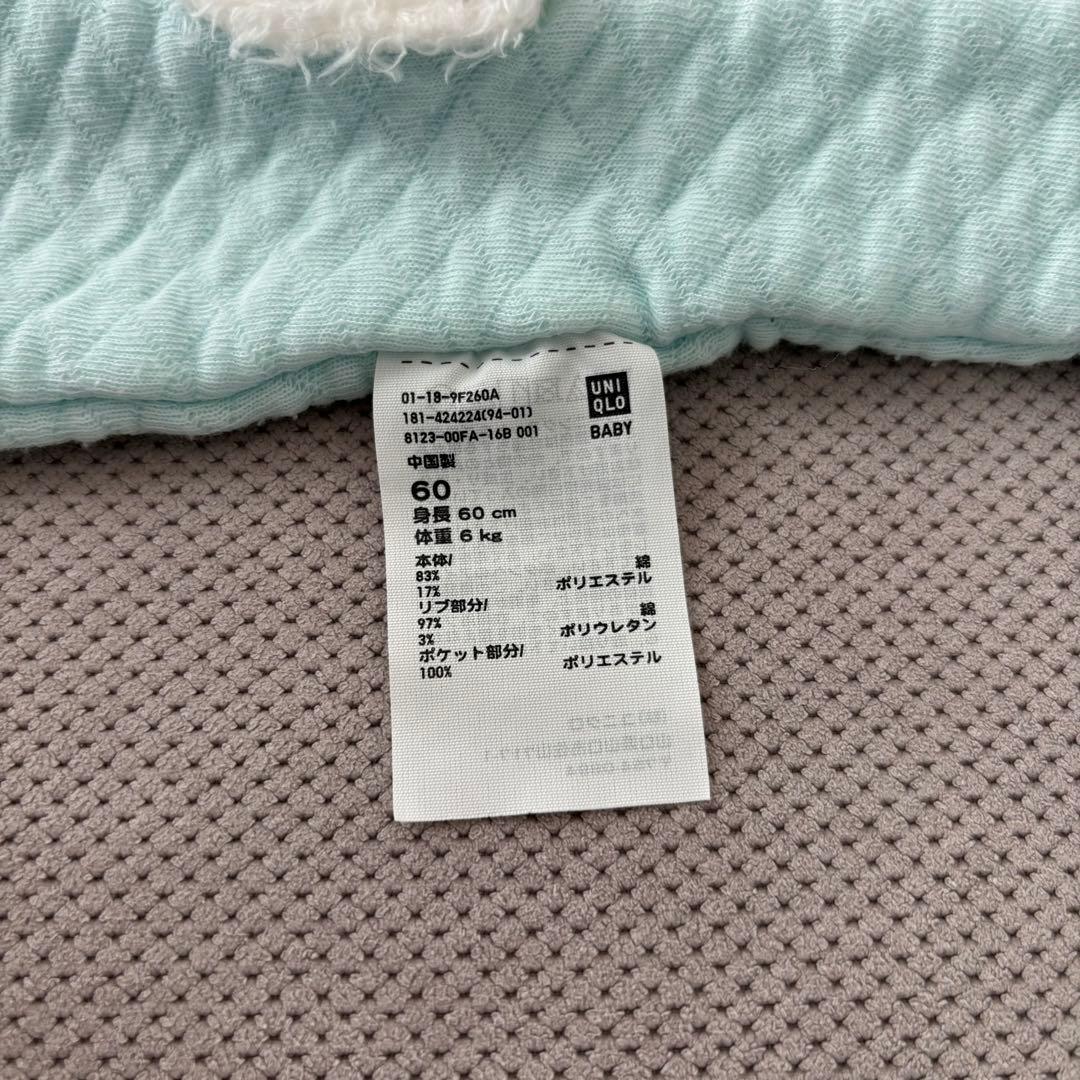 01-18-9F260A
181-424224(94-01)
8123-00FA-16B 001
UNI
QLO
BABY
中国製
60
身長 60 cm
体重 6 kg
本体/
83% 綿
17% ポリエステル
リブ部分/
97% 綿
3% ポリウレタン
ポケット部分/
100% ポリエステル